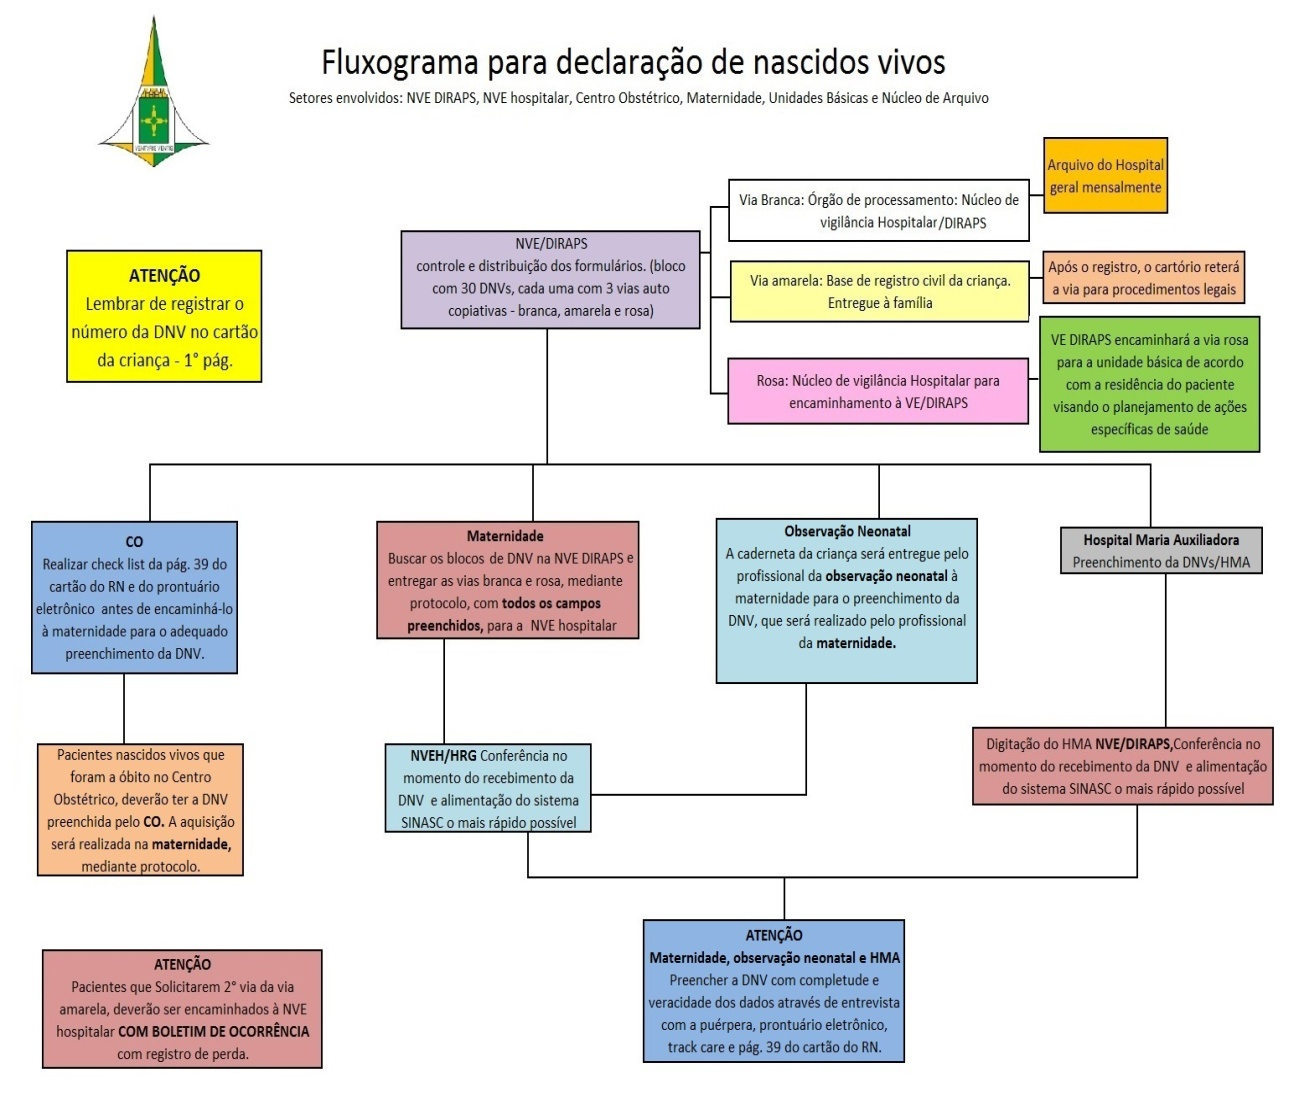 Fluxograma para declaração de nascidos vivos
Setores envolvidos: NVE DIRAPS, NVE hospitalar, Centro Obstétrico, Maternidade, Unidades Básicas e Núcleo de Arquivo
Arquivo do Hospital
geral mensalmente
Via Branca: Órgão de processamento: Núcleo de
vigilância Hospitalar/DIRAPS
NVE/DIRAPS
controle e distribuição dos formulários. (bloco
com 30 DNVs, cada uma com 3 vias auto
copiativas - branca, amarela e rosa)
ATENÇÃO
Lembrar de registrar o
número da DNV no cartão
da criança - 1° pág.
Via amarela: Base de registro civil da criança.
Entregue à família
Após o registro, o cartório reterá
a via para procedimentos legais
Rosa: Núcleo de vigilância Hospitalar para
encaminhamento à VE/DIRAPS
VE DIRAPS encaminhará a via rosa
para a unidade básica de acordo
com a residência do paciente
visando o planejamento de ações
específicas de saúde
CO
Realizar check list da pág. 39 do
cartão do RN e do prontuário
eletrônico antes de encaminhá-lo
à maternidade para o adequado
preenchimento da DNV.
Maternidade
Buscar os blocos de DNV na NVE DIRAPS e
entregar as vias branca e rosa, mediante
protocolo, com todos os campos
preenchidos, para a NVE hospitalar
Observação Neonatal
A caderneta da criança será entregue pelo
profissional da observação neonatal à
maternidade para o preenchimento da
DNV, que será realizado pelo profissional
da maternidade.
Hospital Maria Auxiliadora
Preenchimento da DNVs/HMA
Pacientes nascidos vivos que
foram a óbito no Centro
Obstétrico, deverão ter a DNV
preenchida pelo CO. A aquisição
será realizada na maternidade,
mediante protocolo.
NVEH/HRG Conferência no
momento do recebimento da
DNV e alimentação do sistema
SINASC o mais rápido possível
Digitação do HMA NVE/DIRAPS,Conferência no
momento do recebimento da DNV e alimentação
do sistema SINASC o mais rápido possível
ATENÇÃO
Pacientes que Solicitarem 2° via da via
amarela, deverão ser encaminhados à NVE
hospitalar COM BOLETIM DE OCORRÊNCIA
com registro de perda.
ATENÇÃO
Maternidade, observação neonatal e HMA
Preencher a DNV com completude e
veracidade dos dados através de entrevista
com a puérpera, prontuário eletrônico,
track care e pág. 39 do cartão do RN.